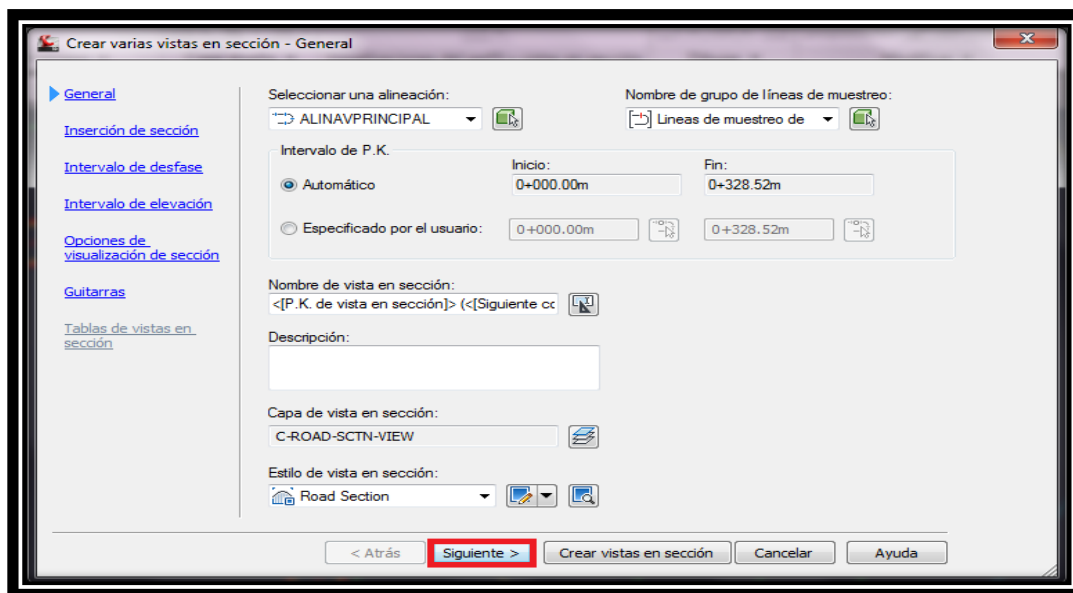 Crear varias vistas en sección - General
General
Inserción de sección
Intervalo de desfase
Intervalo de elevación
Opciones de
visualización de sección
Guitarras
Tablas de vistas en
sección
Seleccionar una alineación:
ALINAVPRINCIPAL
Nombre de grupo de líneas de muestreo:
Lineas de muestreo de
Intervalo de P.K.
Inicio:
Fin:
Automático
0+000.00m
0+328.52m
Especificado por el usuario:
0+000.00m
0+328.52m
Nombre de vista en sección:
<[P.K. de vista en sección]> (<[Siguiente cc
Descripción:
Capa de vista en sección:
C-ROAD-SCTN-VIEW
Estilo de vista en sección:
Road Section
< Atrás
Siguiente >
Crear vistas en sección
Cancelar
Ayuda